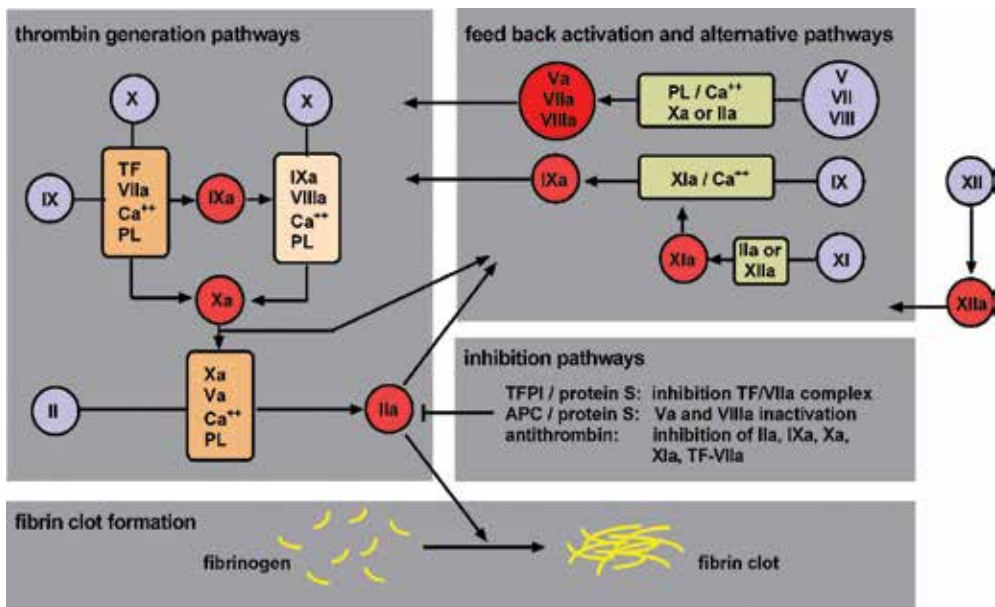 thrombin generation pathways
X
X
IX
TF
VIIa
Ca++
PL
IXa
IXa
VIIIa
Ca++
PL
Xa
II
Xa
Va
Ca++
PL
IIa
feed back activation and alternative pathways
Va
VIIa
VIIIa
PL / Ca++
Xa or IIa
V
VII
VIII
IXa
XIa / Ca++
IX
XIa
IIa or
XIIa
XI
XII
XIIa
inhibition pathways
TFPI / protein S: inhibition TF/VIIa complex
APC / protein S: Va and VIIIa inactivation
antithrombin: inhibition of IIa, IXa, Xa,
XIa, TF-VIIa
fibrin clot formation
fibrinogen
fibrin clot